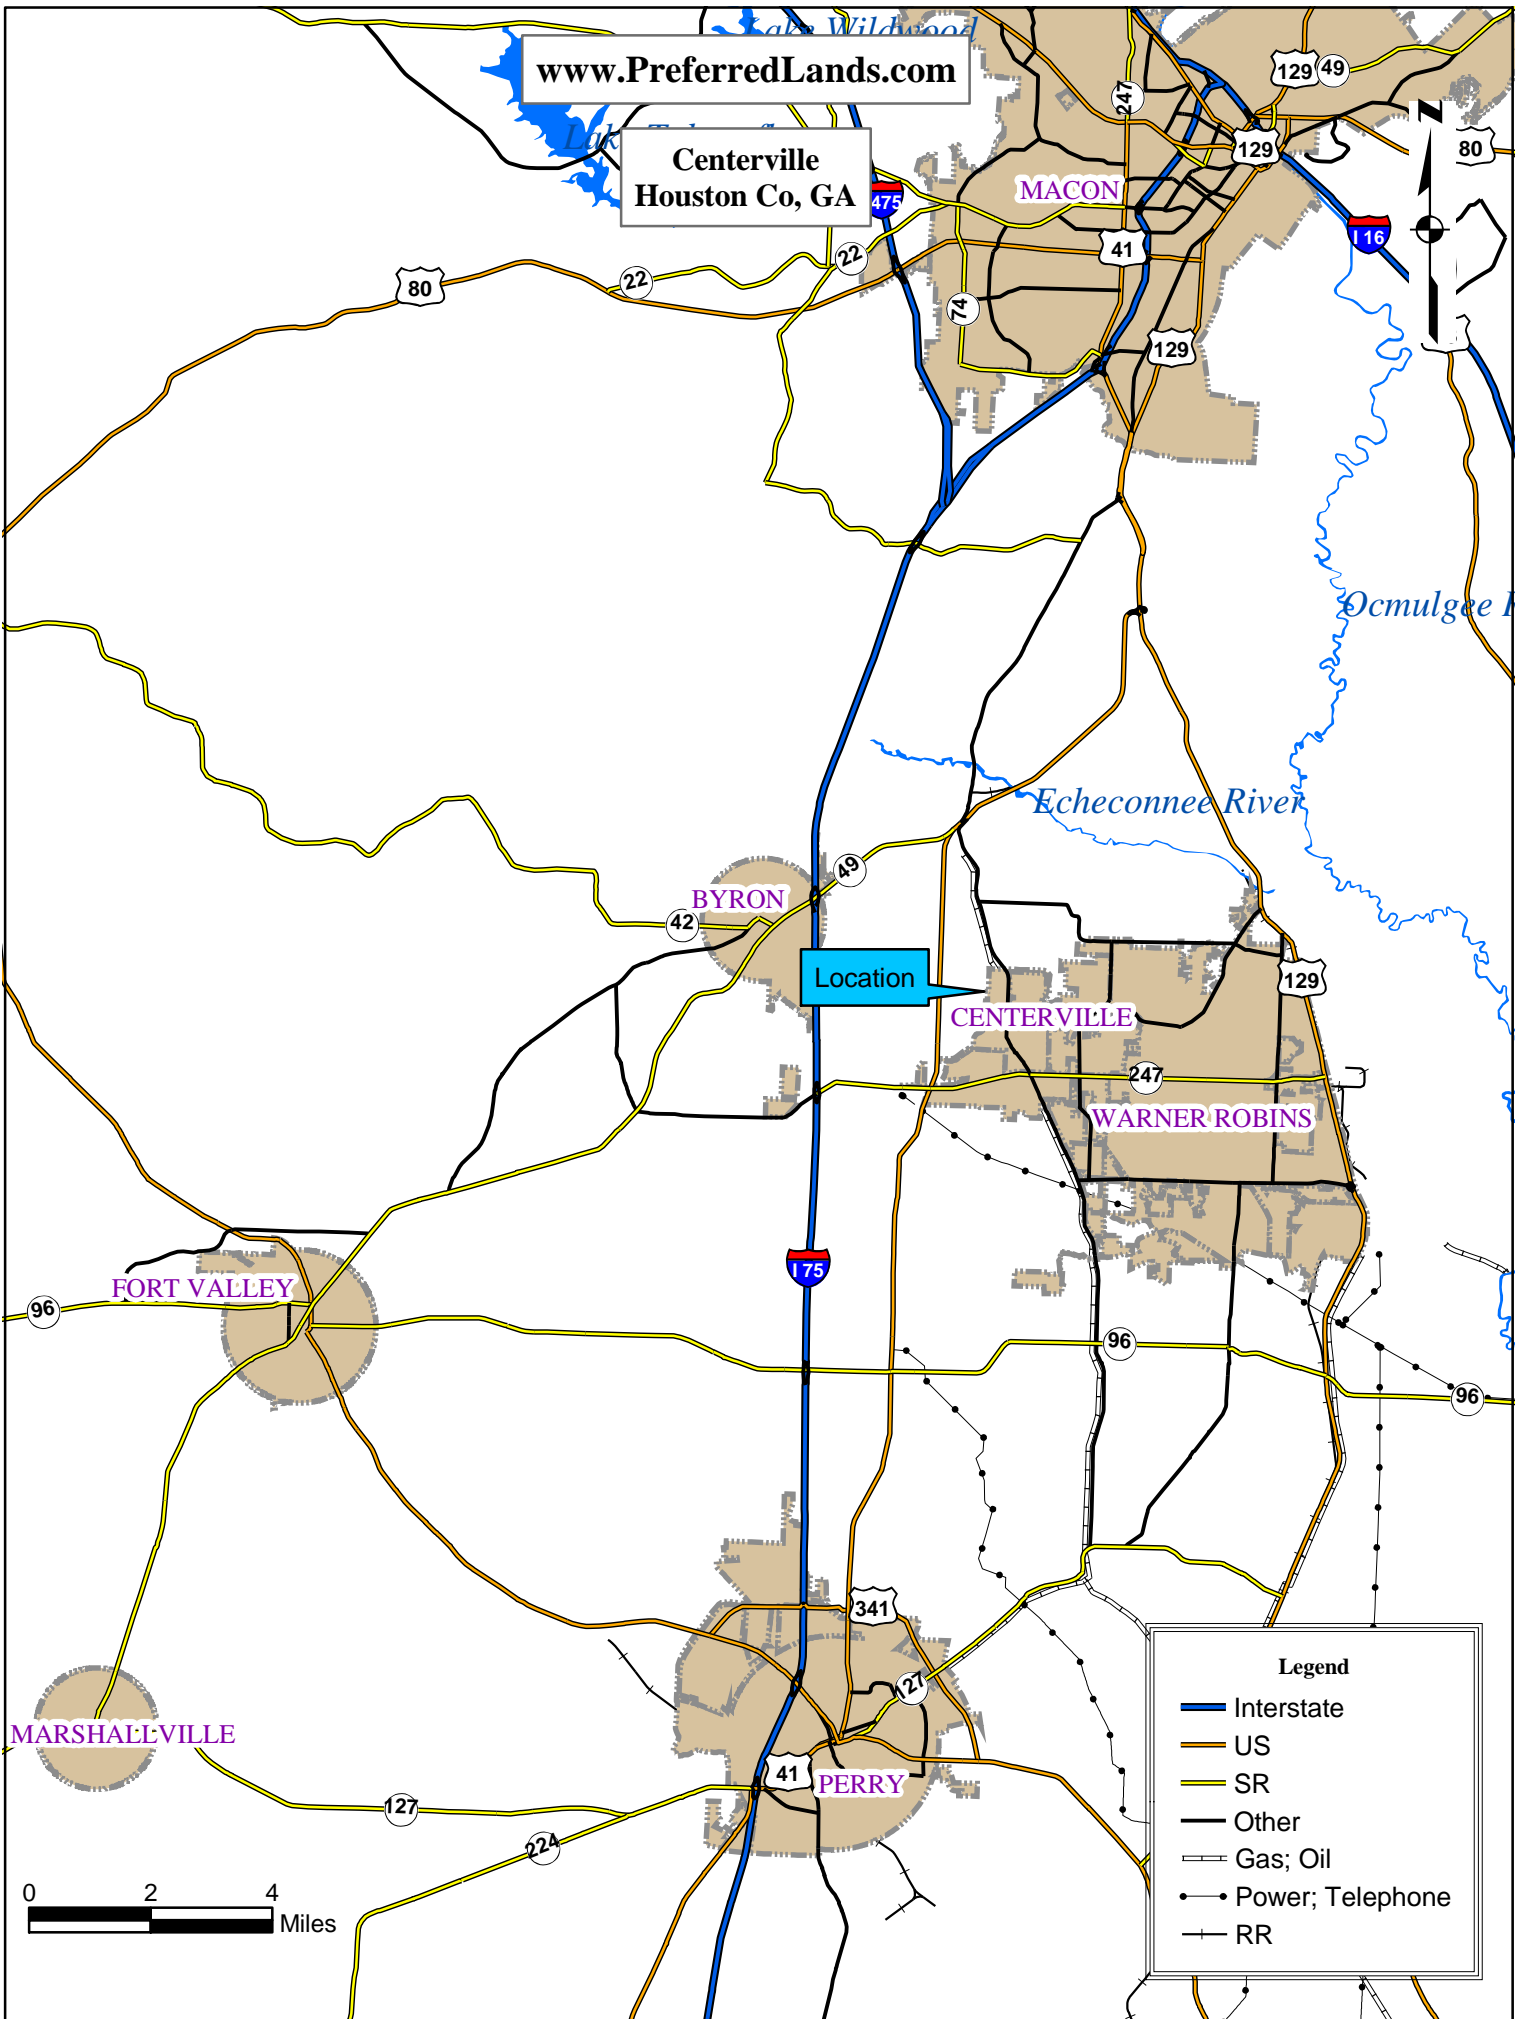 Lake Wildwood
www.PreferredLands.com
129
49
247
Centerville
Houston Co, GA
129
80
475
MACON
41
I 16
22
22
80
74
129
Ocmulgee
Echeconnee River
49
BYRON
42
Location
129
CENTERVILLE
247
WARNER ROBINS
I 75
FORT VALLEY
96
96
96
341
127
MARSHALLVILLE
41
PERRY
127
224
Legend
Interstate
US
SR
Other
Gas; Oil
Power; Telephone
RR
0 2 4
Miles